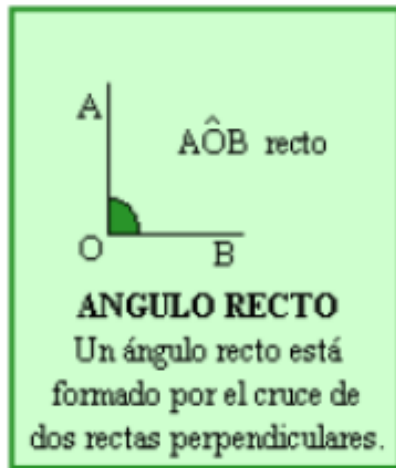 A
AÔB recto
O
B
ANGULO RECTO
Un ángulo recto está
formado por el cruce de
dos rectas perpendiculares.